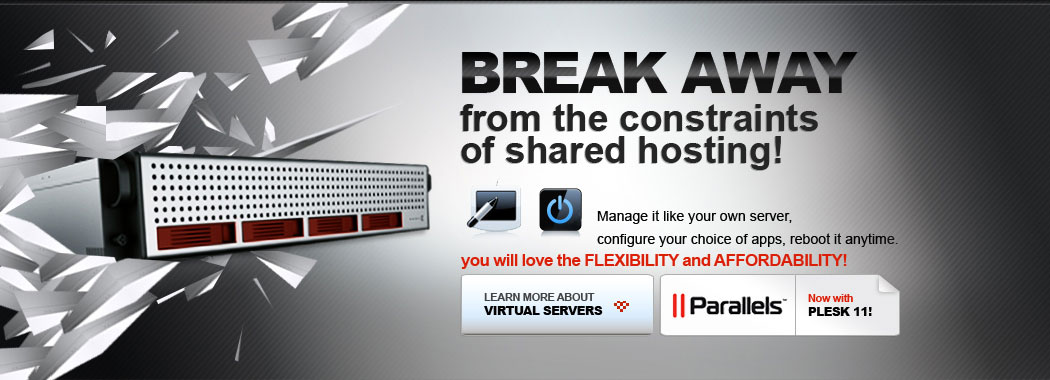 BREAK AWAY
from the constraints
of shared hosting!
Manage it like your own server,
configure your choice of apps, reboot it anytime.
you will love the FLEXIBILITY and AFFORDABILITY!
LEARN MORE ABOUT
VIRTUAL SERVERS
Parallels™
Now with
PLESK 11!